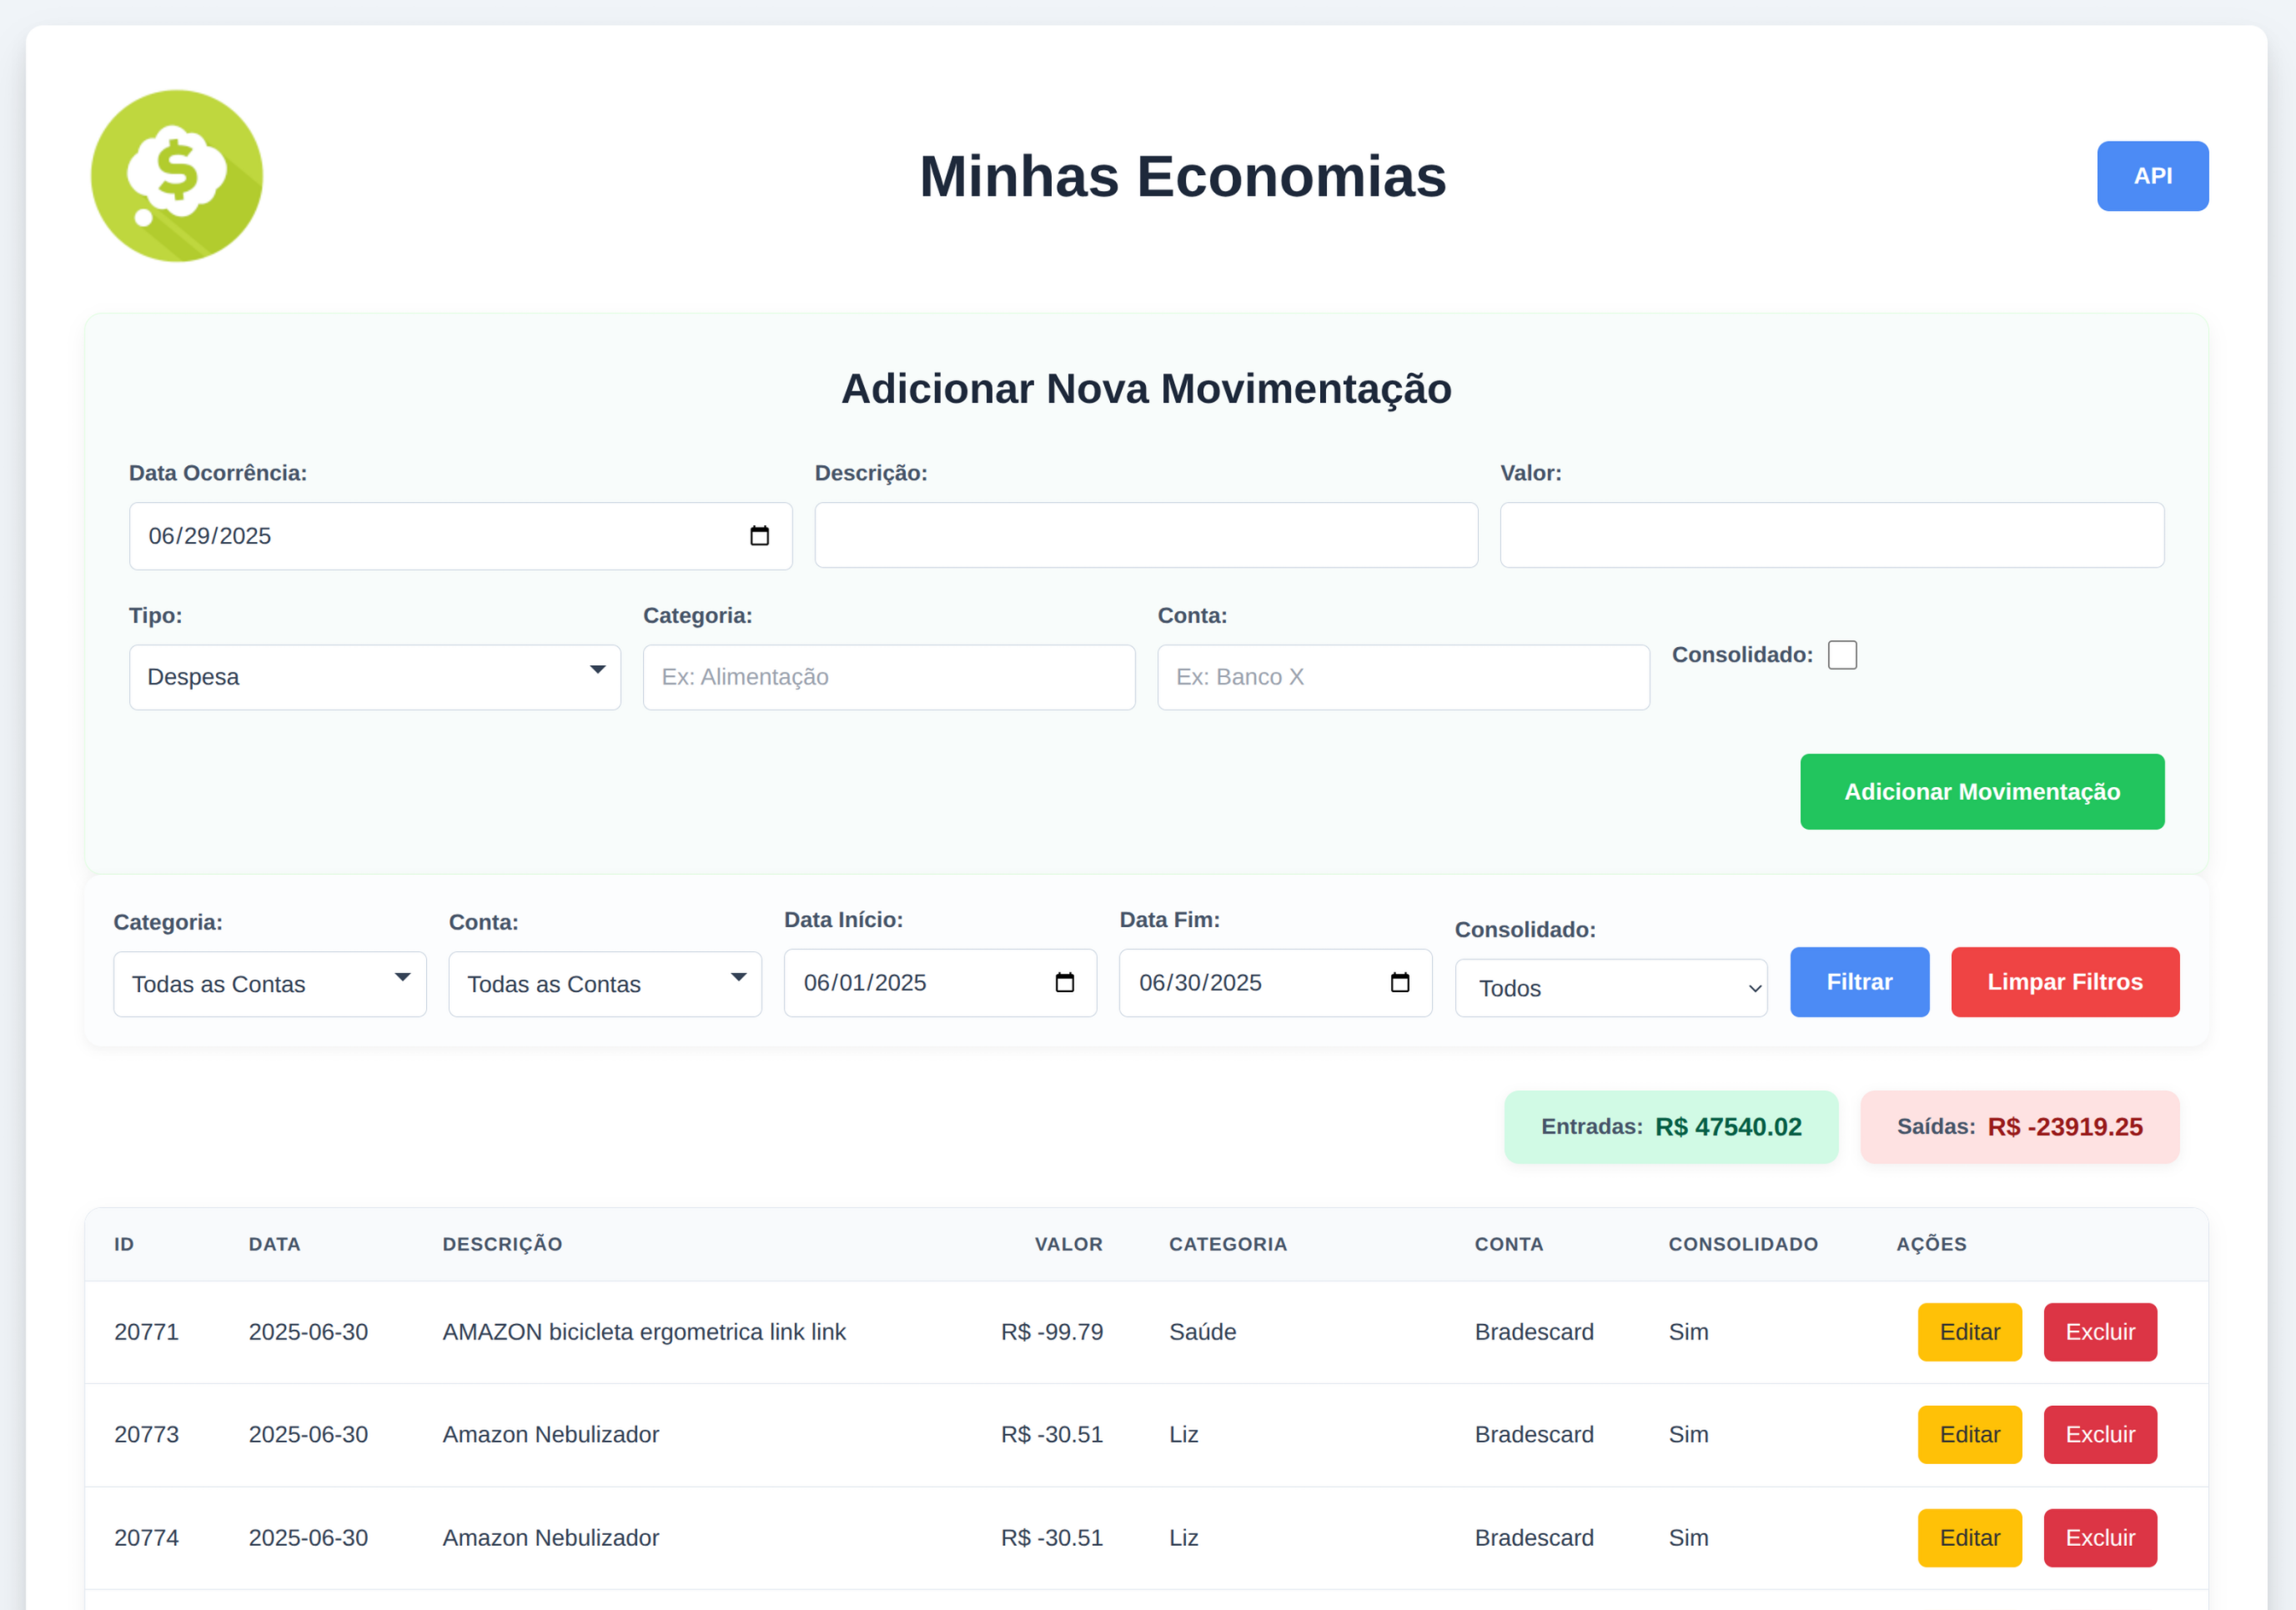 $
Minhas Economias
API
Adicionar Nova Movimentação
Data Ocorrência: Descrição: Valor:
06/29/2025
Tipo: Categoria: Conta: Consolidado:
Despesa Ex: Alimentação Ex: Banco X
Adicionar Movimentação
Categoria: Conta: Data Início: Data Fim: Consolidado:
Todas as Contas Todas as Contas 06/01/2025 06/30/2025 Todos Filtrar Limpar Filtros
Entradas: R$ 47540.02 Saídas: R$ -23919.25
ID DATA DESCRIÇÃO VALOR CATEGORIA CONTA CONSOLIDADO AÇÕES
20771 2025-06-30 AMAZON bicicleta ergometrica link link R$ -99.79 Saúde Bradescard Sim Editar Excluir
20773 2025-06-30 Amazon Nebulizador R$ -30.51 Liz Bradescard Sim Editar Excluir
20774 2025-06-30 Amazon Nebulizador R$ -30.51 Liz Bradescard Sim Editar Excluir